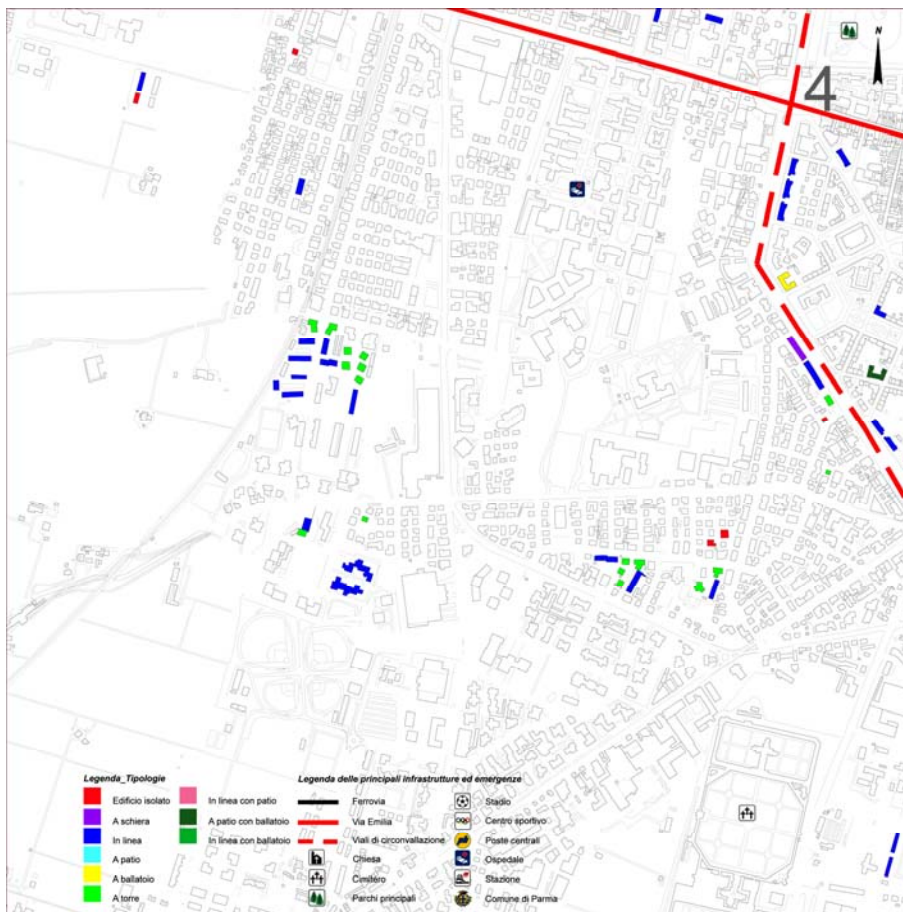 N
4
Legenda_Tipologie
Edificio isolato
A schiera
In linea
A patio
A ballatoio
A torre
In linea con patio
A patio con ballatoio
In linea con ballatoio
Legenda delle principali infrastrutture ed emergenze
Ferrovia
Via Emilia
Viali di circonvallazione
Chiesa
Cimitero
Parchi principali
Stadio
Centro sportivo
Poste centrali
Ospedale
Stazione
Comune di Parma